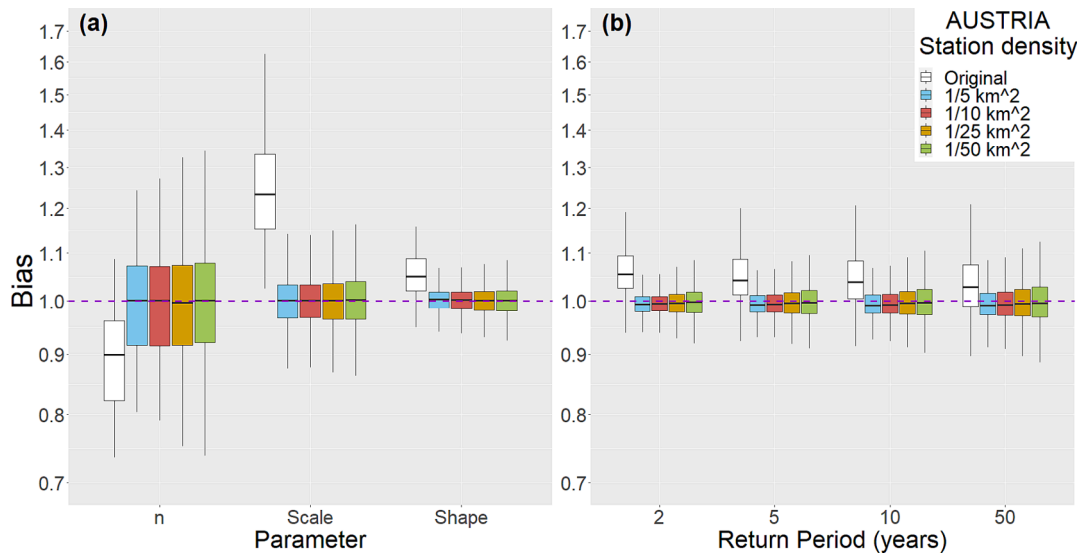 (a)
1.7
1.6
1.5
1.4
1.3
1.2
1.1
1.0
0.9
0.8
0.7
Bias
n Scale Shape
Parameter
(b)
1.7
1.6
1.5
1.4
1.3
1.2
1.1
1.0
0.9
0.8
0.7
2 5 10 50
Return Period (years)
AUSTRIA
Station density
Original
1/5 km^2
1/10 km^2
1/25 km^2
1/50 km^2